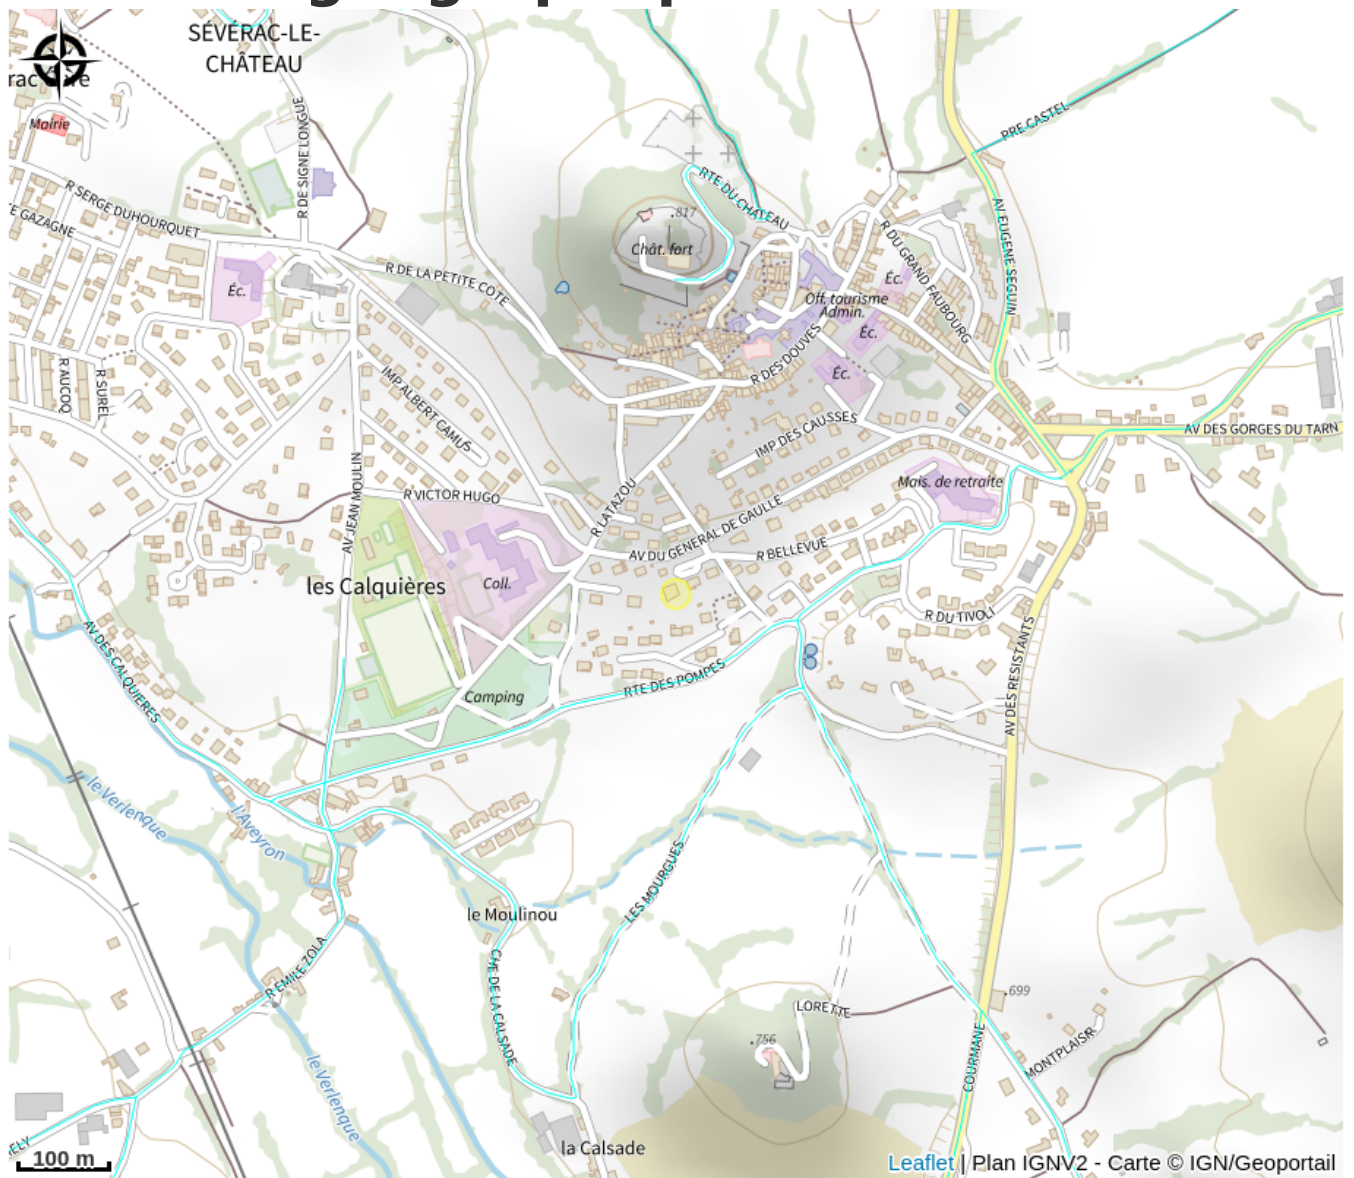 SÉVÉRAC-LE-
CHÂTEAU
Mairie
R DE SIGNE LONGUE
PRE CASTEL
R SERGE DUHOURQUET
GAZAGNE
RTE DU CHATEAU
.817
Chât. fort
R DU GRAND FAUBOURG
AV EUGENE SEGUIN
R DE LA PETITE COTE
Éc.
Éc.
Off. tourisme
Admin.
Éc.
Éc.
R DES DOUVES
R AUCOQ
R SUREL
IMP ALBERT CAMUS
IMP DES CAUSSES
AV DES GORGES DU TARN
AV JEAN MOULIN
R VICTOR HUGO
R LATAZOU
Mais. de retraite
AV DU GENERAL DE GAULLE
R BELLEVUE
les Calquières
Coll.
R DU TIVOLI
AV DES CALQUIERES
AV DES RESISTANTS
Camping
RTE DES POMPES
le Verlenque
l'Aveyron
LES MOURGUES
le Moulinou
R EMILE ZOLA
CHE DE LA CALSADE
.699
LORETTE
.756
COURMANE
MONTPLAISIR
le Verlenque
la Calsade
ELY
100 m
Leaflet | Plan IGNV2 - Carte © IGN/Geoportail